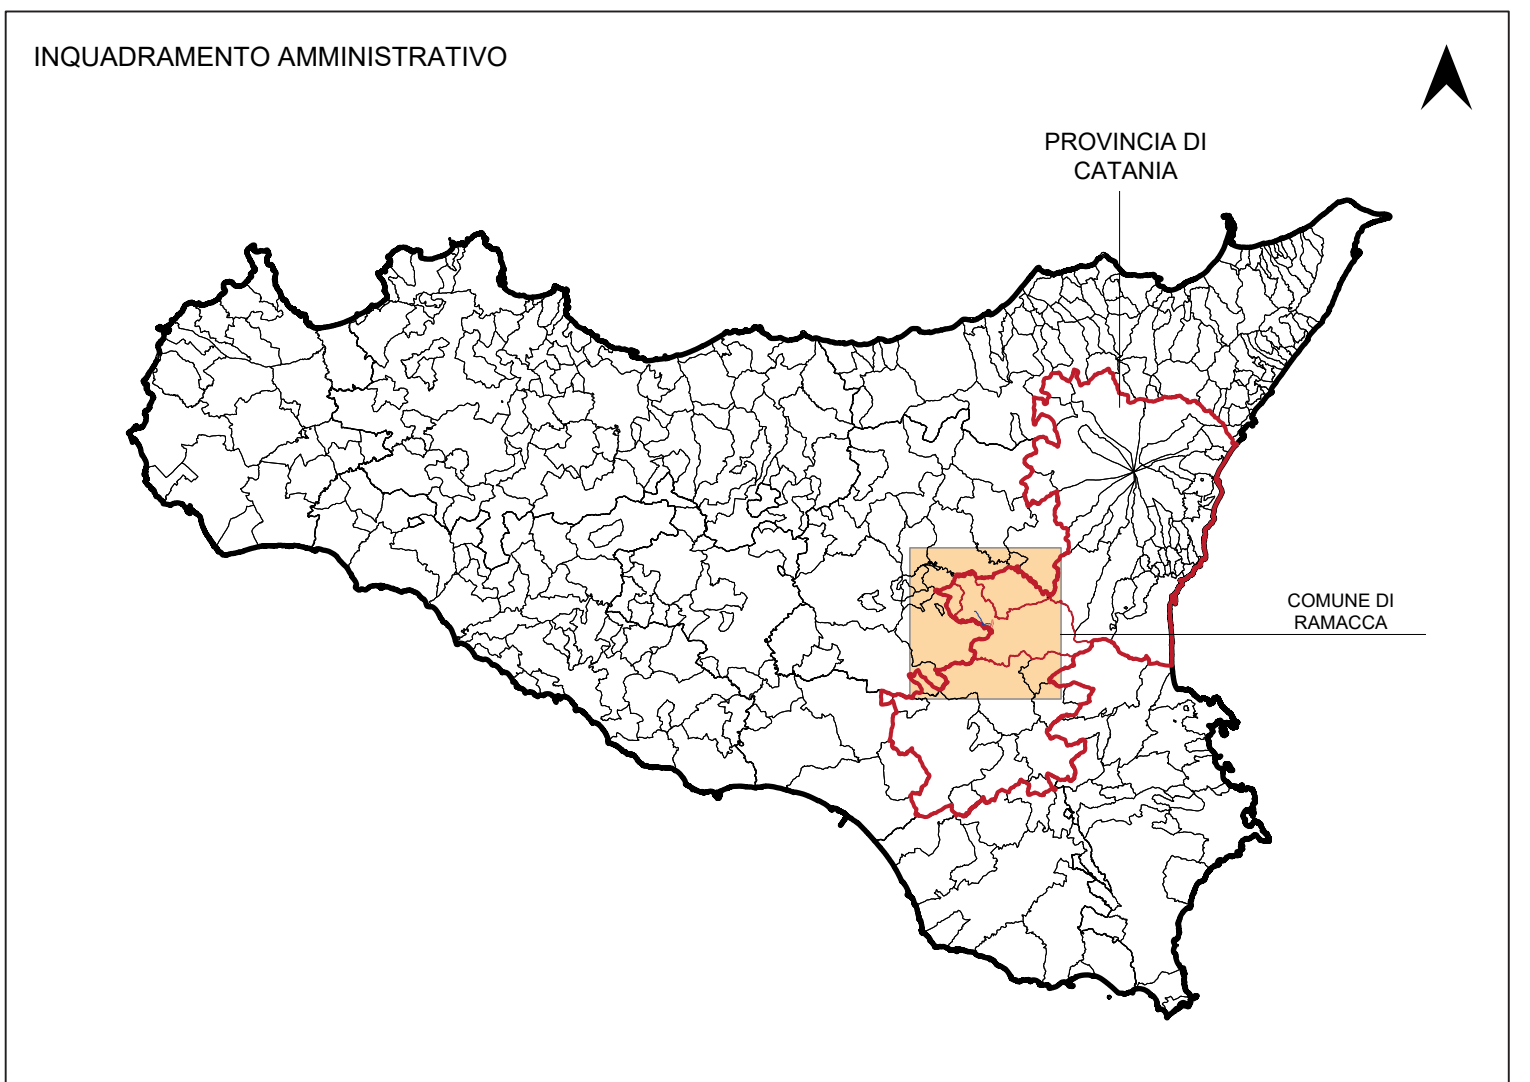 INQUADRAMENTO AMMINISTRATIVO
PROVINCIA DI
CATANIA
COMUNE DI
RAMACCA